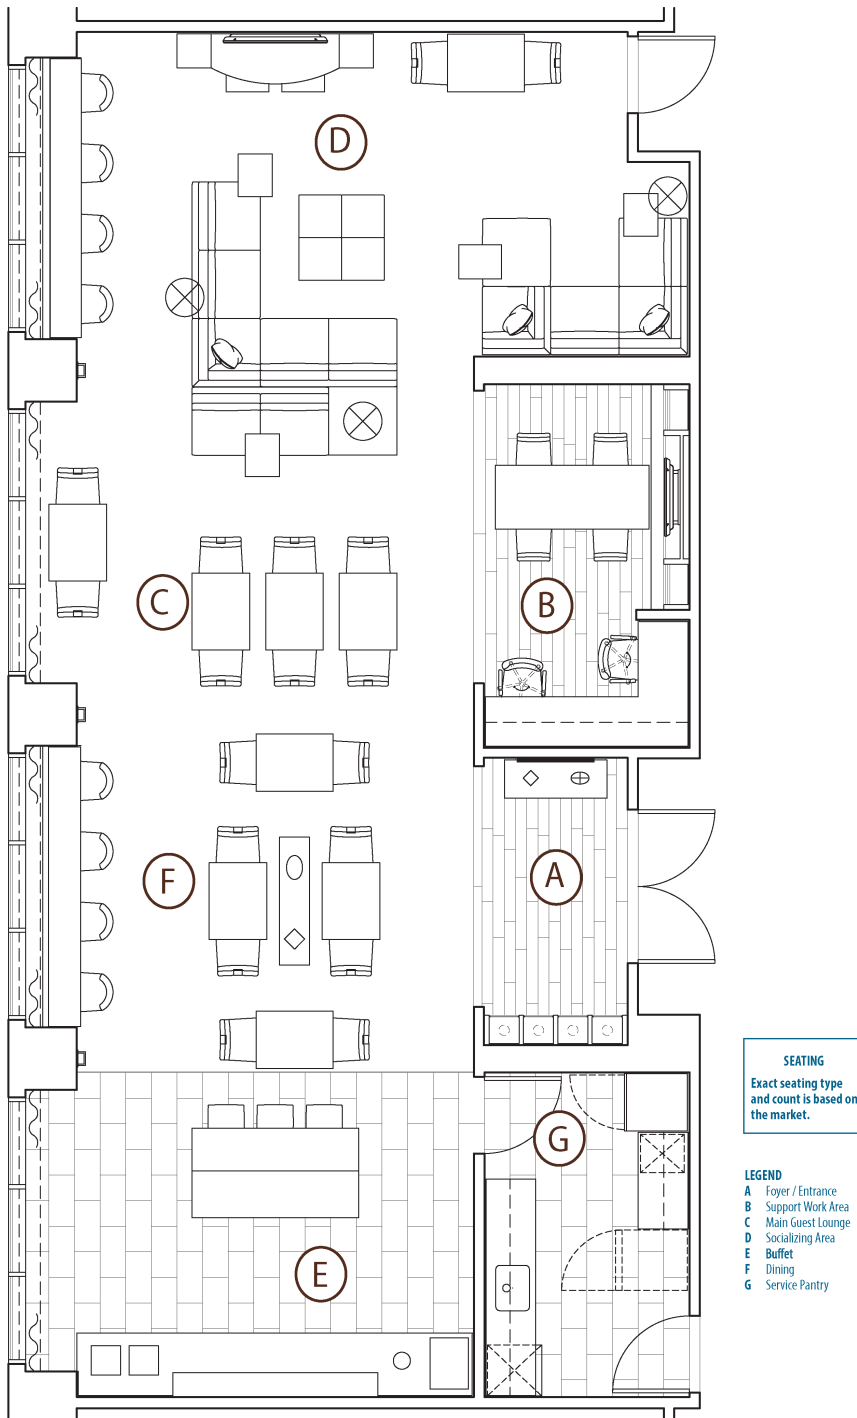 D
C
B
F
A
G
E
SEATING
Exact seating type
and count is based on
the market.
LEGEND
A Foyer / Entrance
B Support Work Area
C Main Guest Lounge
D Socializing Area
E Buffet
F Dining
G Service Pantry